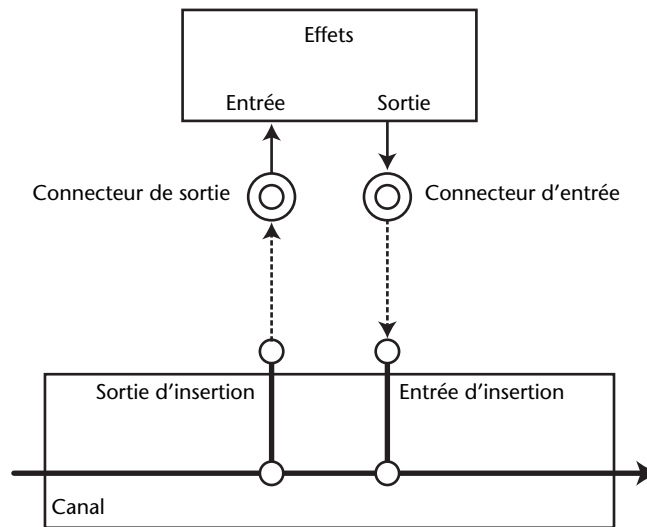 Effets
Entrée
Sortie
Connecteur de sortie
Connecteur d’entrée
Sortie d’insertion
Entrée d’insertion
Canal